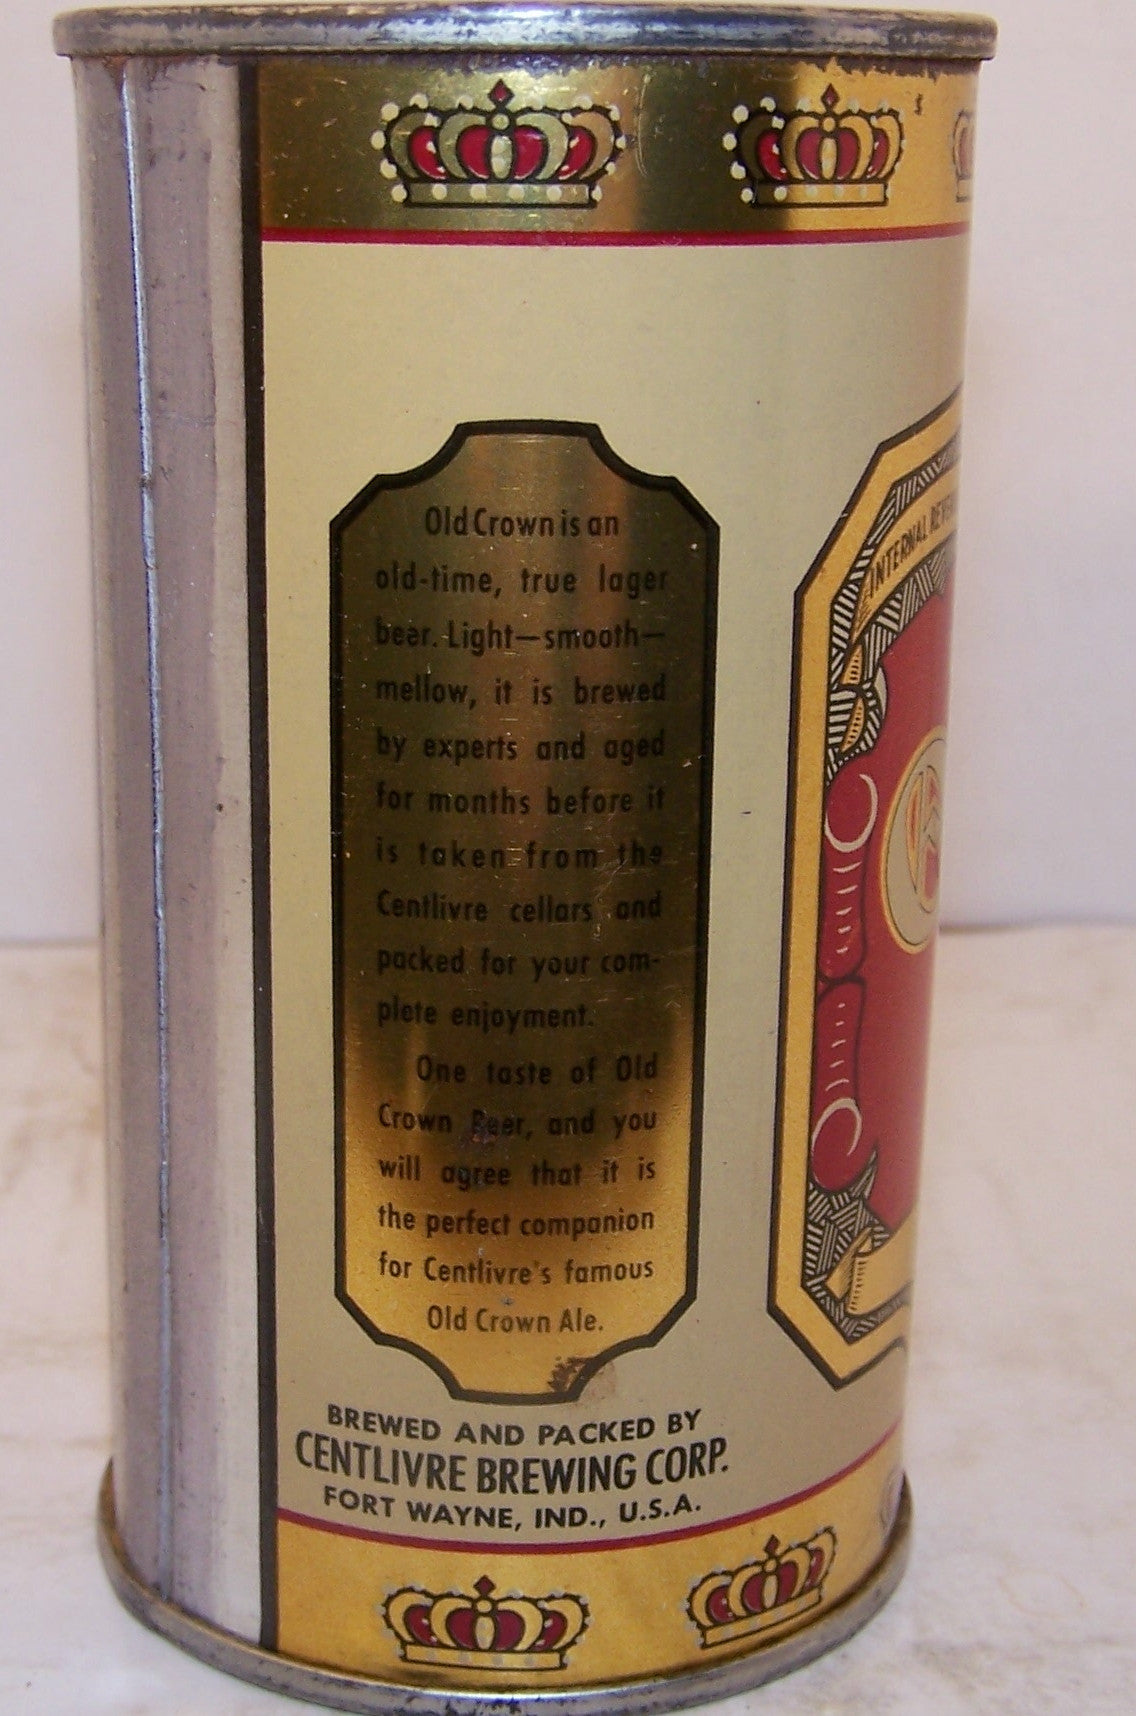 Old Crown is an
old-time, true lager
beer. Light—smooth—
mellow, it is brewed
by experts and aged
for months before it
is taken from the
Centlivre cellars and
packed for your com-
plete enjoyment.
One taste of Old
Crown Beer, and you
will agree that it is
the perfect companion
for Centlivre's famous
Old Crown Ale.
BREWED AND PACKED BY
CENTLIVRE BREWING CORP.
FORT WAYNE, IND., U.S.A.
INTERNAL